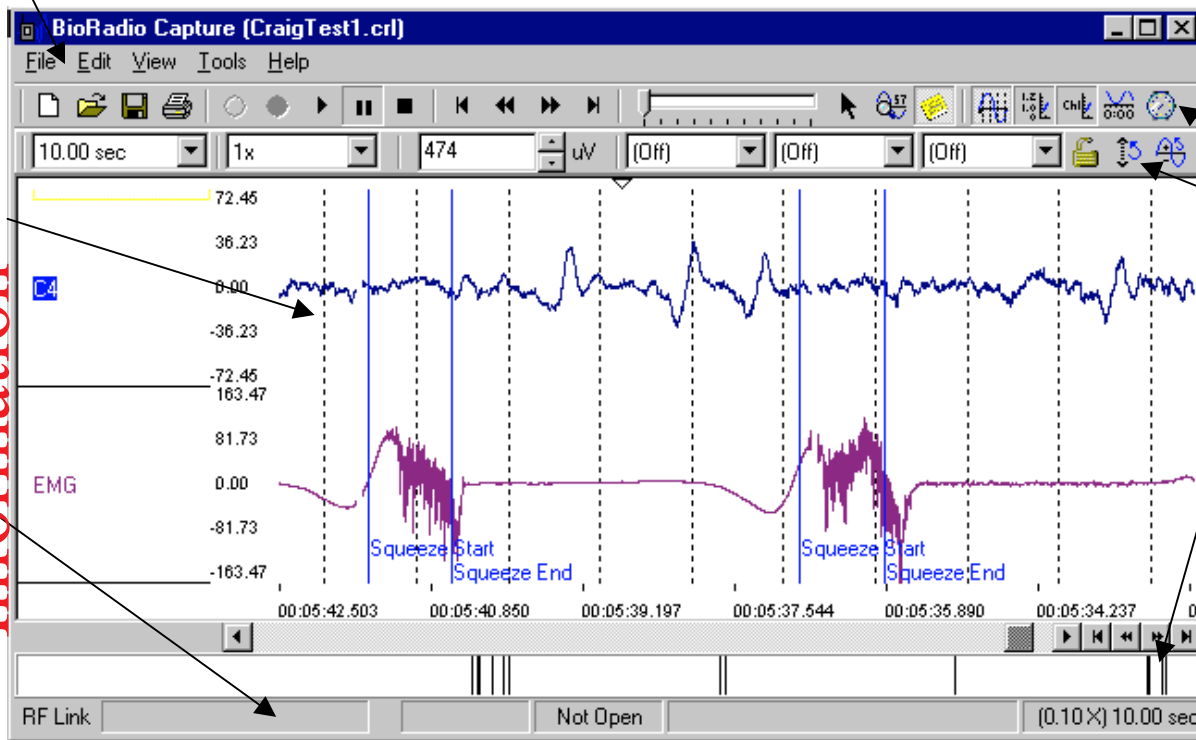 BioRadio Capture (CraigTest1.crl)
File Edit View Tools Help
10.00 sec 1x 474 uV (Off) (Off) (Off)
72.45
36.23
C4 0.00
-36.23
-72.45
163.47
81.73
EMG 0.00
-81.73
Squeeze Start Squeeze Start
-163.47 Squeeze End Squeeze End
00:05:42.503 00:05:40.850 00:05:39.197 00:05:37.544 00:05:35.890 00:05:34.237
RF Link Not Open (0.10X) 10.00 sec